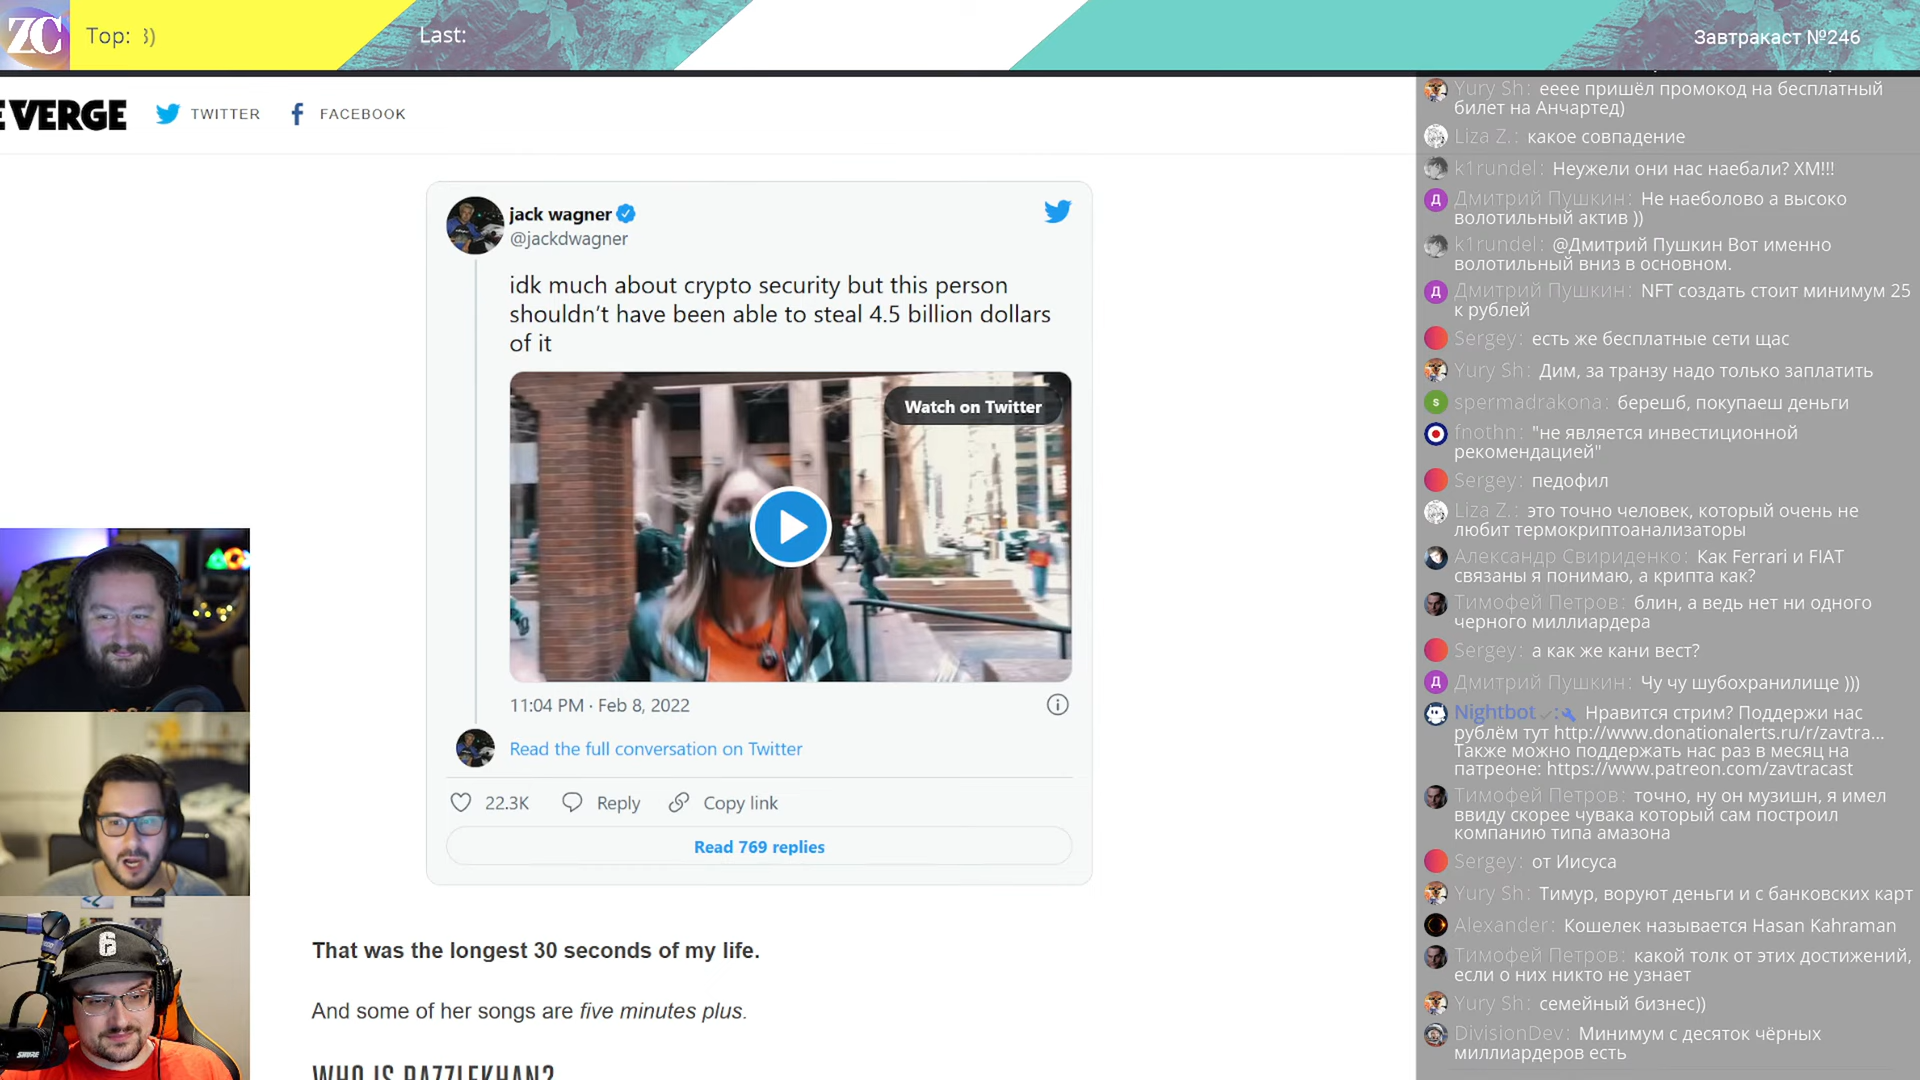 ZC
Top: :)
Last:
Завтракаст №246
E VERGE
TWITTER
FACEBOOK
jack wagner
@jackdwagner
idk much about crypto security but this person
shouldn't have been able to steal 4.5 billion dollars
of it
Watch on Twitter
11:04 PM · Feb 8, 2022
Read the full conversation on Twitter
22.3K
Reply
Copy link
Read 769 replies
That was the longest 30 seconds of my life.
And some of her songs are five minutes plus.
WHO IS RAZZLEKHAN?
6
SHURE
Yury Sh: ееее пришёл промокод на бесплатный
билет на Анчартед)
Liza Z.: какое совпадение
k1rundel: Неужели они нас наебали? ХМ!!!
Дмитрий Пушкин: Не наеболово а высоко
волотильный актив ))
k1rundel: @Дмитрий Пушкин Вот именно
волотильный вниз в основном.
Дмитрий Пушкин: NFT создать стоит минимум 25
к рублей
Sergey: есть же бесплатные сети щас
Yury Sh: Дим, за транзу надо только заплатить
spermadrakona: берешб, покупаеш деньги
fnothn: "не является инвестиционной
рекомендацией"
Sergey: педофил
Liza Z.: это точно человек, который очень не
любит термокриптоанализаторы
Александр Свириденко: Как Ferrari и FIAT
связаны я понимаю, а крипта как?
Тимофей Петров: блин, а ведь нет ни одного
черного миллиардера
Sergey: а как же кани вест?
Дмитрий Пушкин: Чу чу шубохранилище )))
Nightbot: Нравится стрим? Поддержи нас
рублём тут http://www.donationalerts.ru/r/zavtra...
Также можно поддержать нас раз в месяц на
патреоне: https://www.patreon.com/zavtracast
Тимофей Петров: точно, ну он музишн, я имел
ввиду скорее чувака который сам построил
компанию типа амазона
Sergey: от Иисуса
Yury Sh: Тимур, воруют деньги и с банковских карт
Alexander: Кошелек называется Hasan Kahraman
Тимофей Петров: какой толк от этих достижений,
если о них никто не узнает
Yury Sh: семейный бизнес))
DivisionDev: Минимум с десяток чёрных
миллиардеров есть